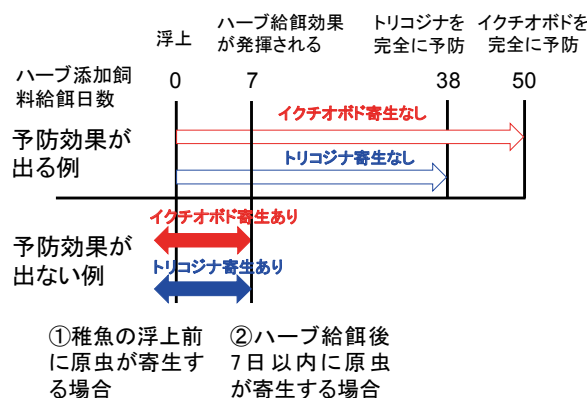 浮上
ハーブ給餌効果
が発揮される
トリコジナを
完全に予防
イクチオボドを
完全に予防
ハーブ添加飼
料給餌日数
0
7
38
50
予防効果が
出る例
イクチオボド寄生なし
トリコジナ寄生なし
予防効果が
出ない例
イクチオボド寄生あり
トリコジナ寄生あり
①稚魚の浮上前
に原虫が寄生す
る場合
②ハーブ給餌後
7日以内に原虫
が寄生する場合